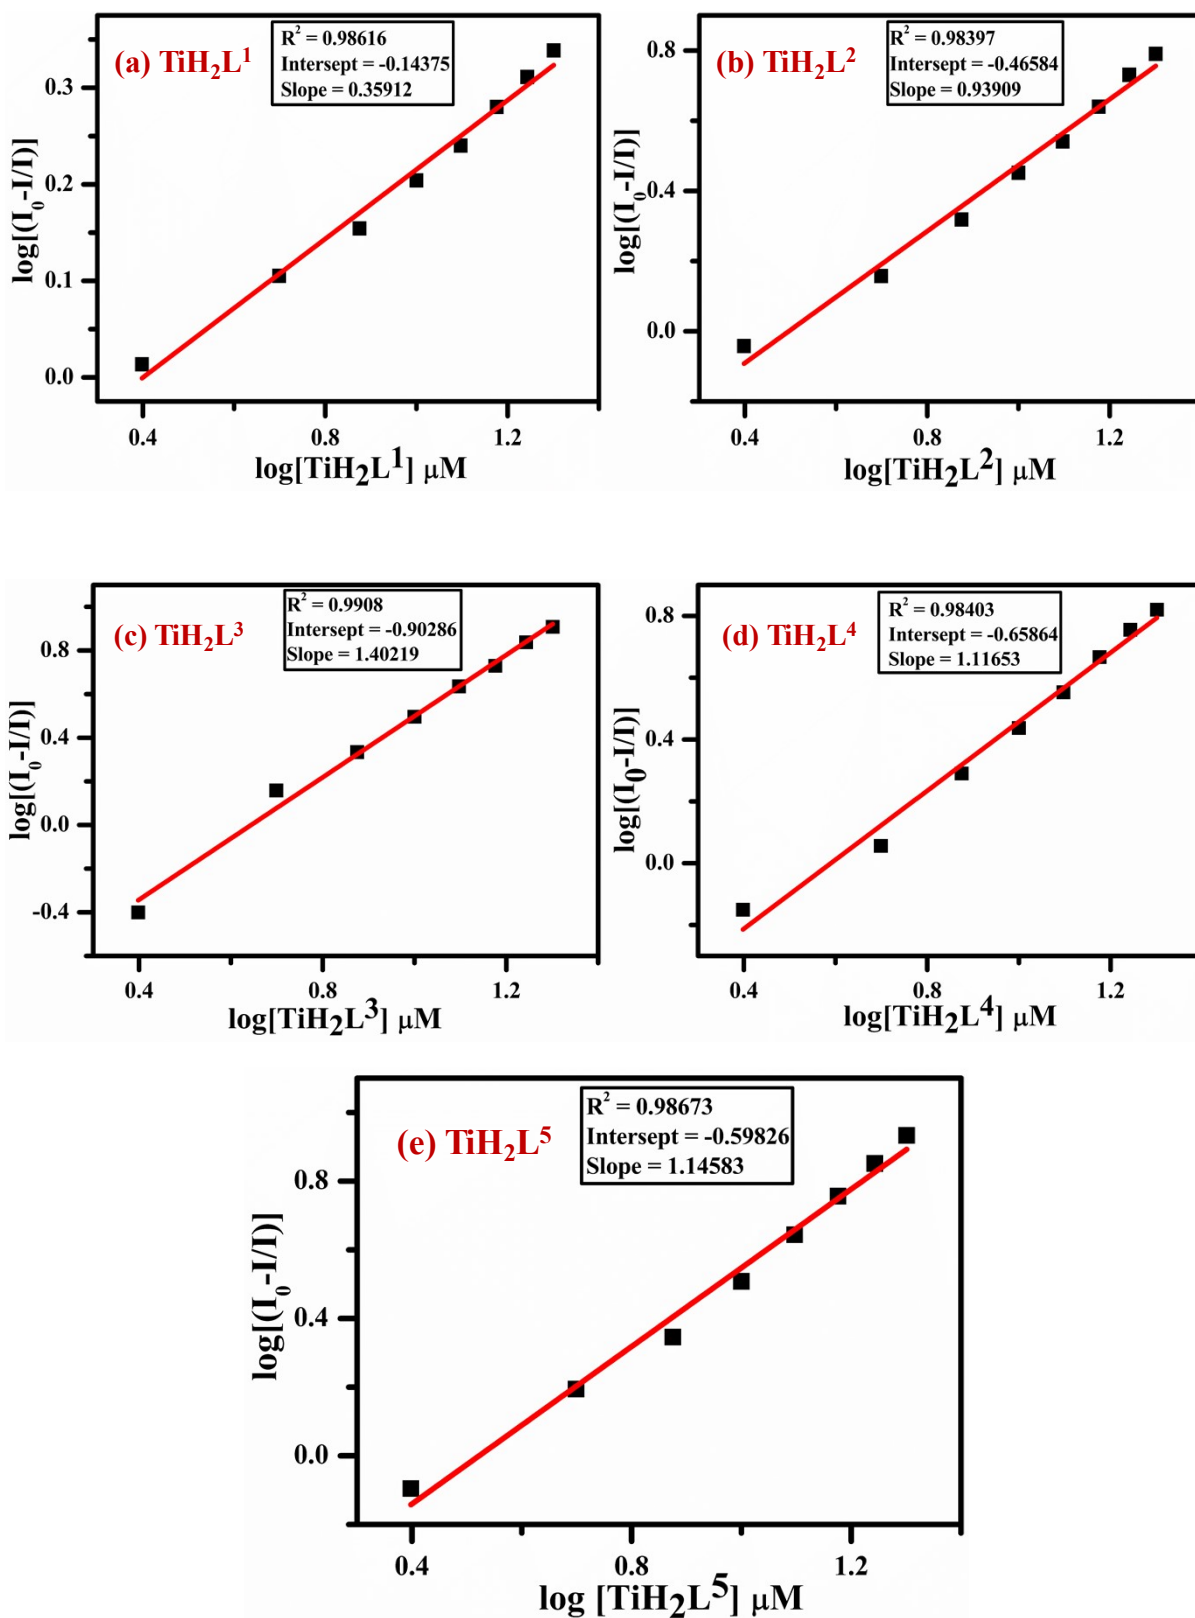 (a) TiH₂L¹
R² = 0.98616
Intersept = -0.14375
Slope = 0.35912
log[(I₀-I/I)]
0.3
0.2
0.1
0.0
0.4 0.8 1.2
log[TiH₂L¹] µM
(b) TiH₂L²
R² = 0.98397
Intersept = -0.46584
Slope = 0.93909
log[(I₀-I/I)]
0.8
0.4
0.0
0.4 0.8 1.2
log[TiH₂L²] µM
(c) TiH₂L³
R² = 0.9908
Intersept = -0.90286
Slope = 1.40219
log[(I₀-I/I)]
0.8
0.4
0.0
-0.4
0.4 0.8 1.2
log[TiH₂L³] µM
(d) TiH₂L⁴
R² = 0.98403
Intersept = -0.65864
Slope = 1.11653
log[(I0-I/I)]
0.8
0.4
0.0
0.4 0.8 1.2
log[TiH₂L⁴] µM
(e) TiH₂L⁵
R² = 0.98673
Intersept = -0.59826
Slope = 1.14583
log[(I₀-I/I)]
0.8
0.4
0.0
0.4 0.8 1.2
log [TiH₂L⁵] µM